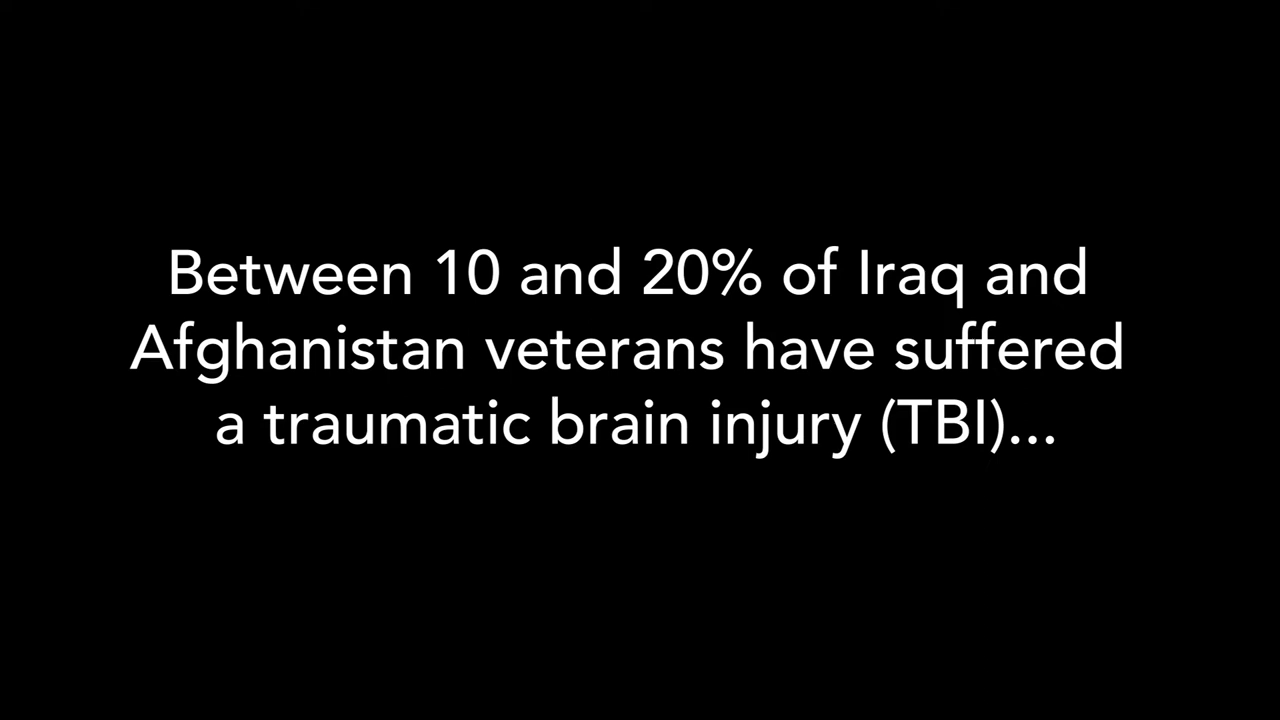 Between 10 and 20% of Iraq and
Afghanistan veterans have suffered
a traumatic brain injury (TBI)...